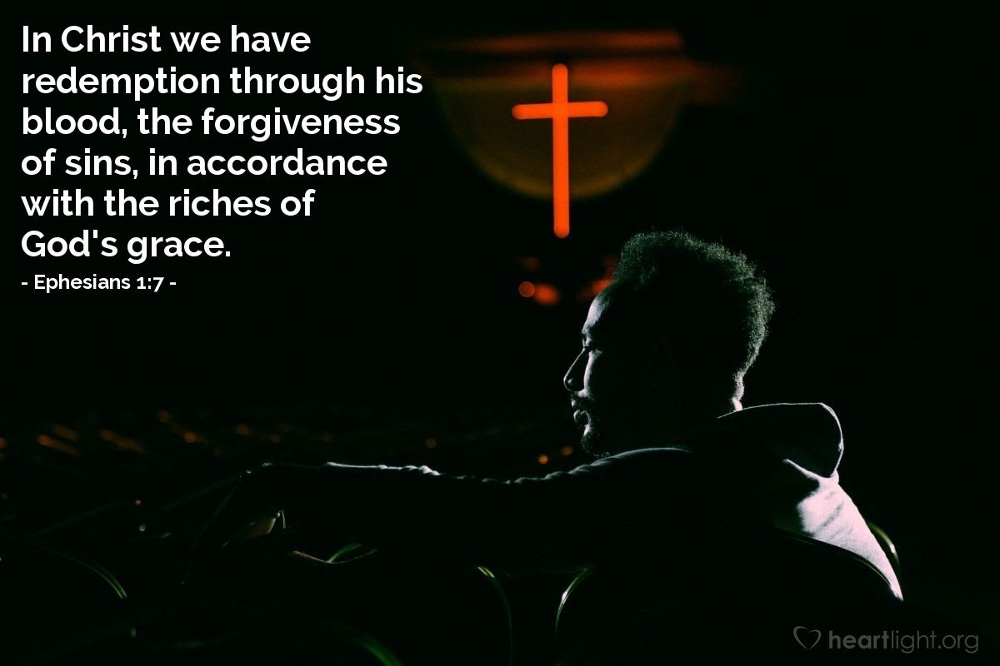 In Christ we have
redemption through his
blood, the forgiveness
of sins, in accordance
with the riches of
God's grace.
- Ephesians 1:7 -
heartlight.org